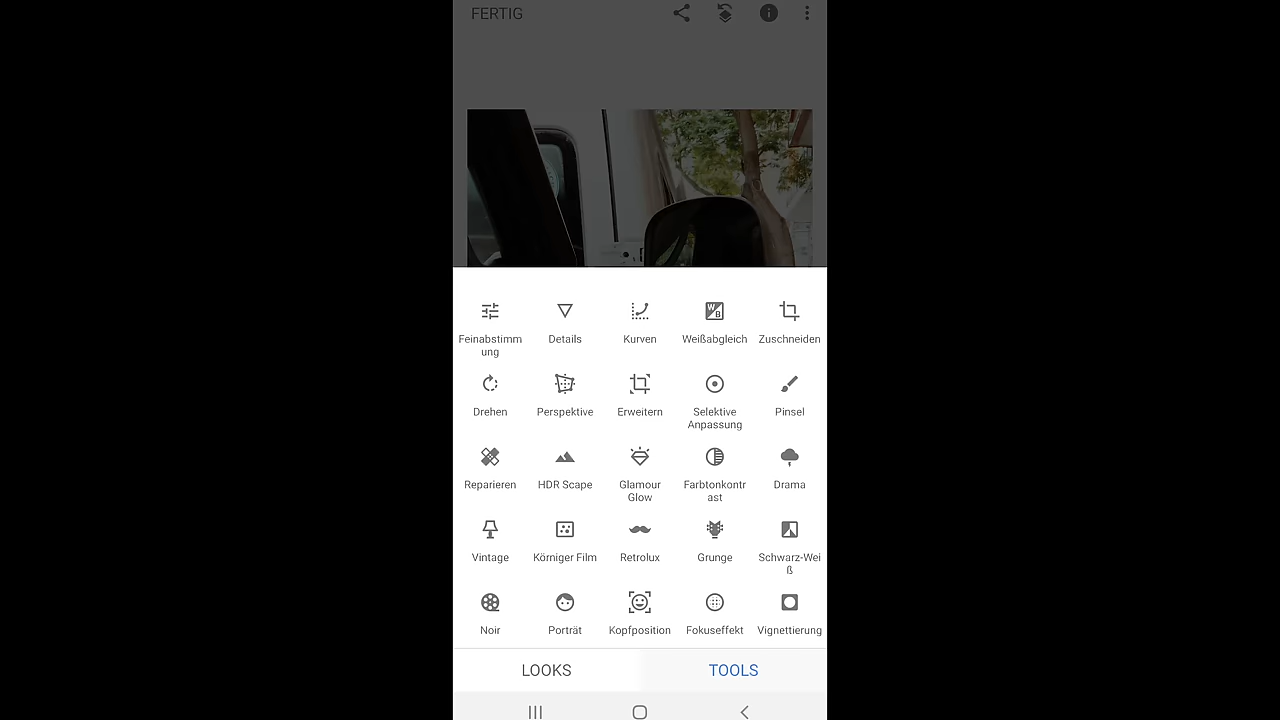 FERTIG
Feinabstimm
ung
Details
Kurven
Weißabgleich
Zuschneiden
Drehen
Perspektive
Erweitern
Selektive
Anpassung
Pinsel
Reparieren
HDR Scape
Glamour
Glow
Farbtonkontr
ast
Drama
Vintage
Körniger Film
Retrolux
Grunge
Schwarz-Wei
ß
Noir
Porträt
Kopfposition
Fokuseffekt
Vignettierung
LOOKS
TOOLS